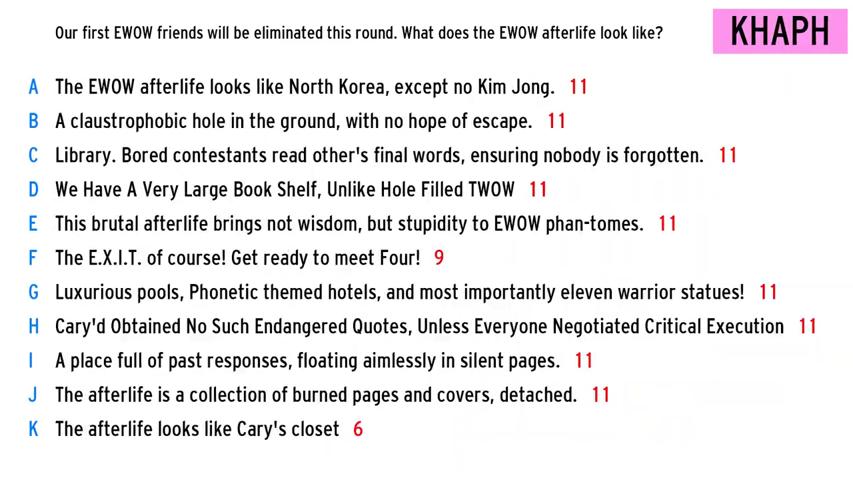 Our first EWOW friends will be eliminated this round. What does the EWOW afterlife look like?
KHAPH
A The EWOW afterlife looks like North Korea, except no Kim Jong. 11
B A claustrophobic hole in the ground, with no hope of escape. 11
C Library. Bored contestants read other's final words, ensuring nobody is forgotten. 11
D We Have A Very Large Book Shelf, Unlike Hole Filled TWOW 11
E This brutal afterlife brings not wisdom, but stupidity to EWOW phan-tomes. 11
F The E.X.I.T. of course! Get ready to meet Four! 9
G Luxurious pools, Phonetic themed hotels, and most importantly eleven warrior statues! 11
H Cary'd Obtained No Such Endangered Quotes, Unless Everyone Negotiated Critical Execution 11
I A place full of past responses, floating aimlessly in silent pages. 11
J The afterlife is a collection of burned pages and covers, detached. 11
K The afterlife looks like Cary's closet 6